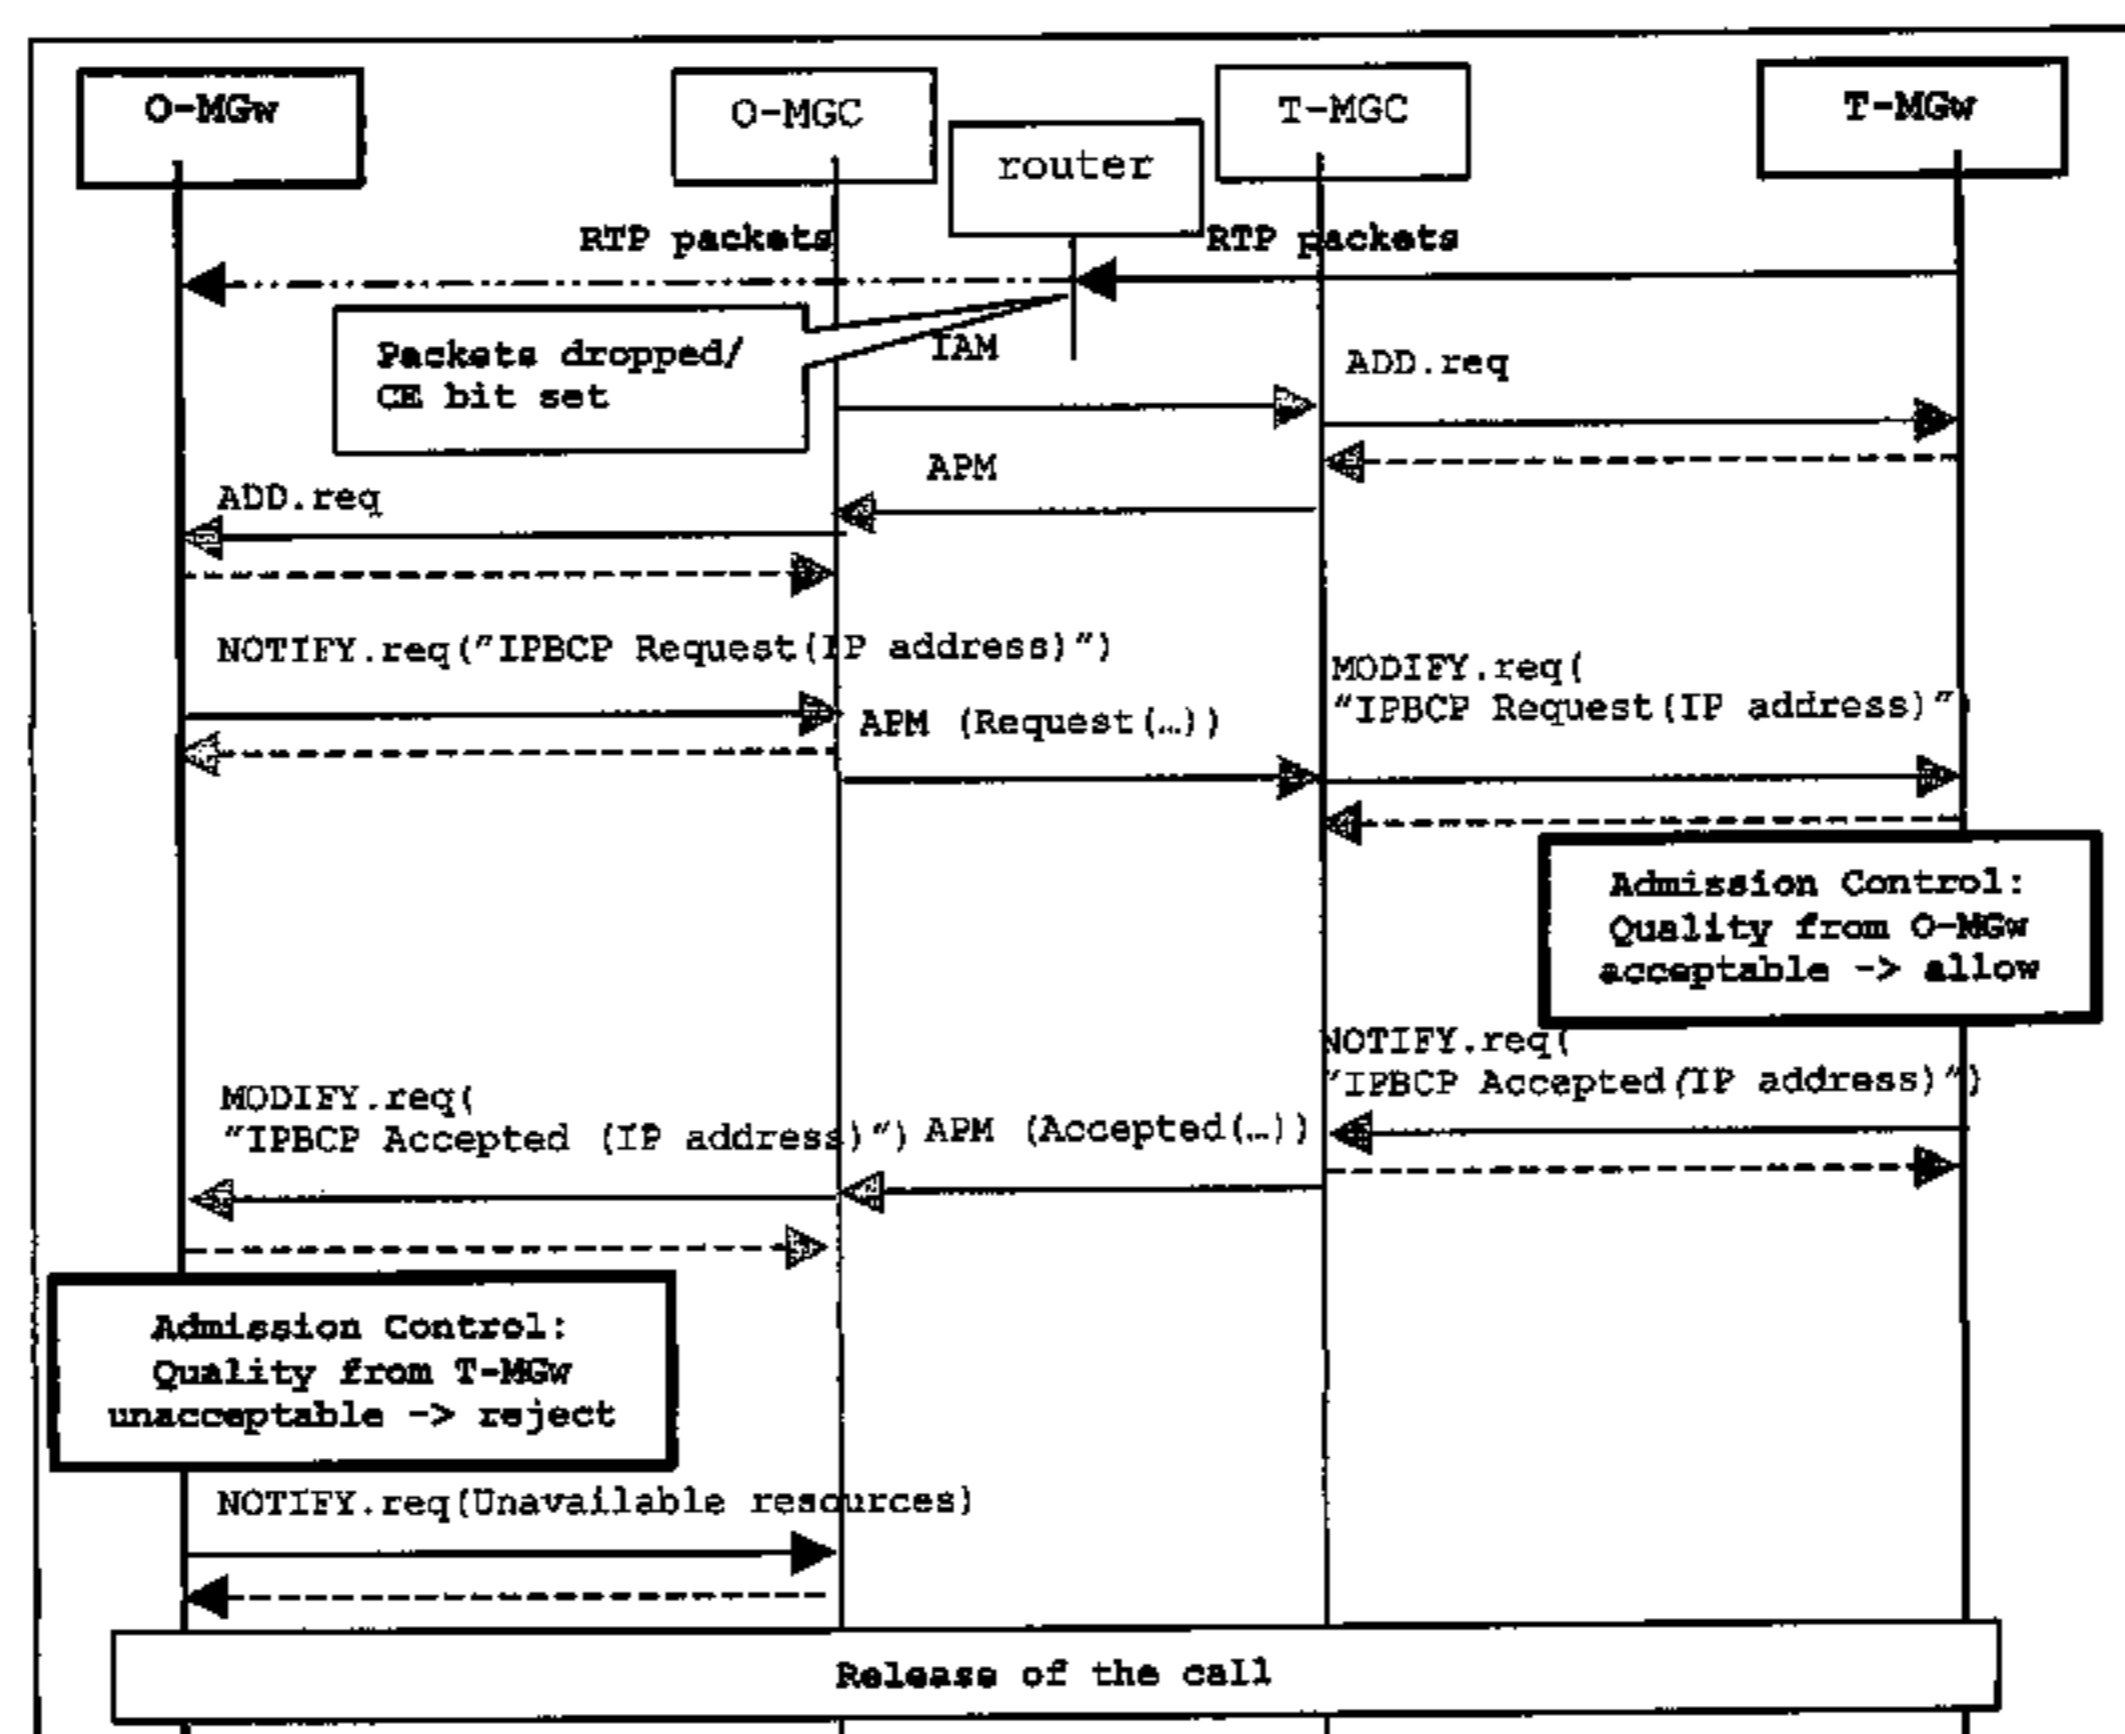 O-MGw
O-MGC
T-MGC
T-MGw
router
RTP packets
RTP packets
Packets dropped/
CE bit set
IAM
ADD.req
APM
ADD.req
NOTIFY.req("IPBCP Request(IP address)")
MODIFY.req(
"IPBCP Request(IP address)"
APM (Request(…))
Admission Control:
Quality from O-MGw
acceptable -> allow
NOTIFY.req(
"IPBCP Accepted(IP address)")
MODIFY.req(
"IPBCP Accepted (IP address)")
APM (Accepted(…))
Admission Control:
Quality from T-MGw
unacceptable -> reject
NOTIFY.req(Unavailable resources)
Release of the call